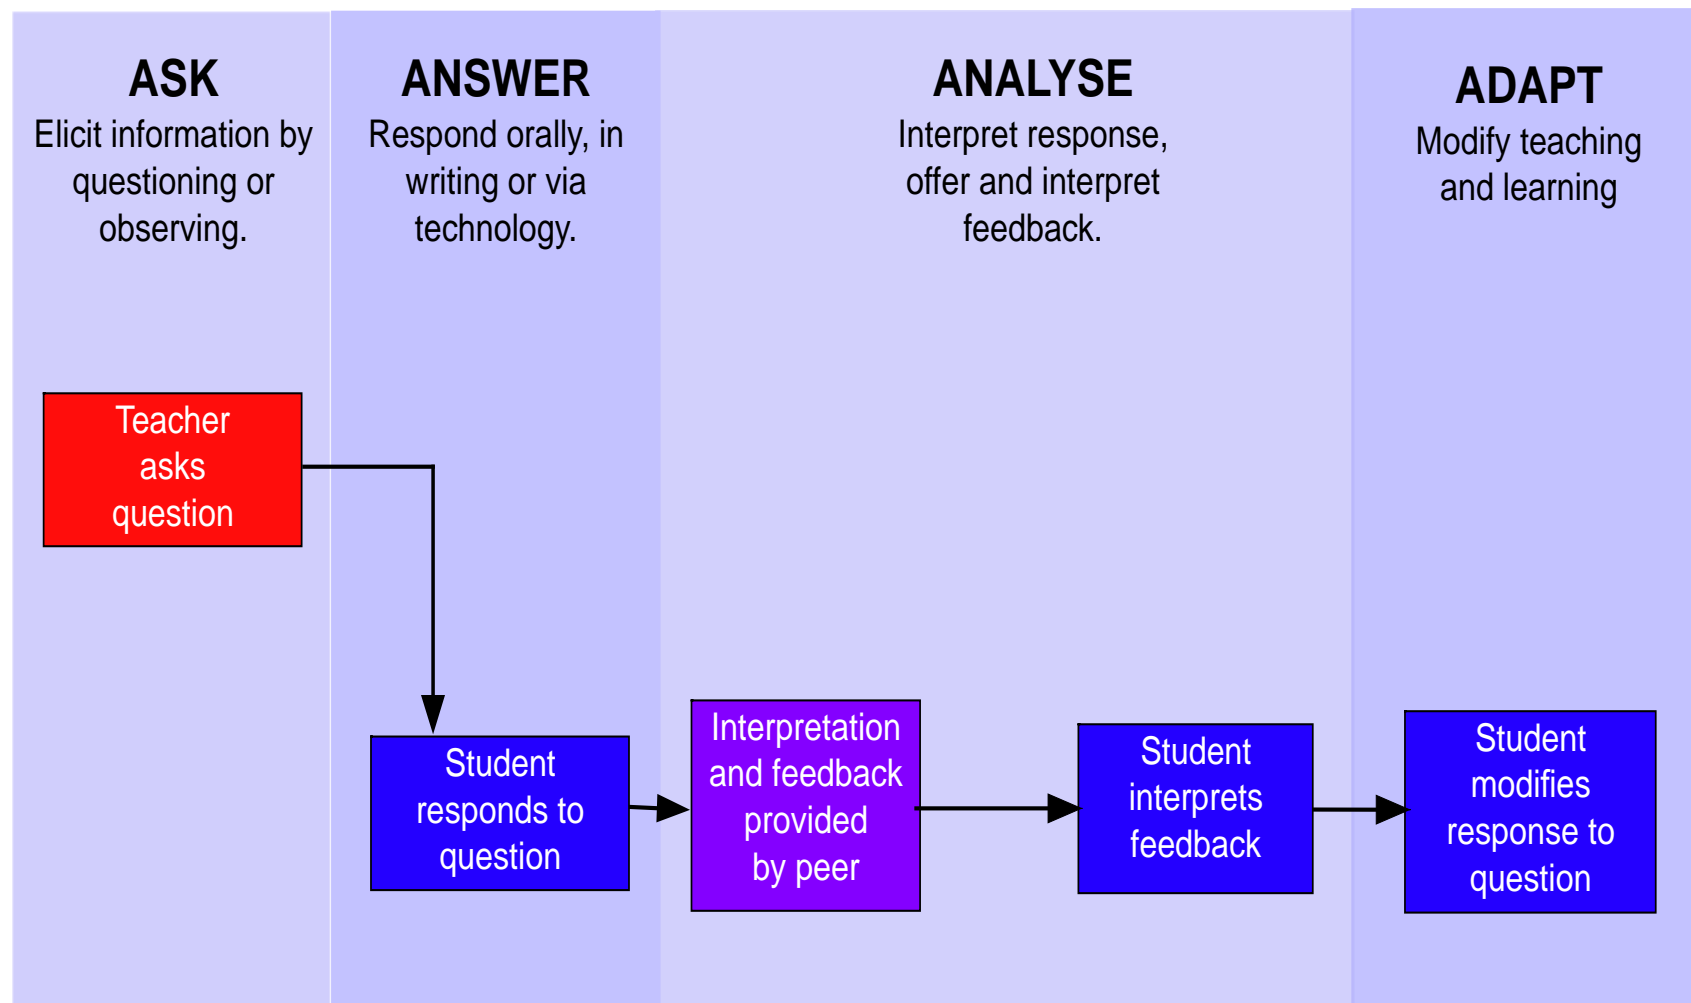 ASK
Elicit information by
questioning or
observing.
ANSWER
Respond orally, in
writing or via
technology.
ANALYSE
Interpret response,
offer and interpret
feedback.
ADAPT
Modify teaching
and learning
Teacher
asks
question
Student
responds to
question
Interpretation
and feedback
provided
by peer
Student
interprets
feedback
Student
modifies
response to
question